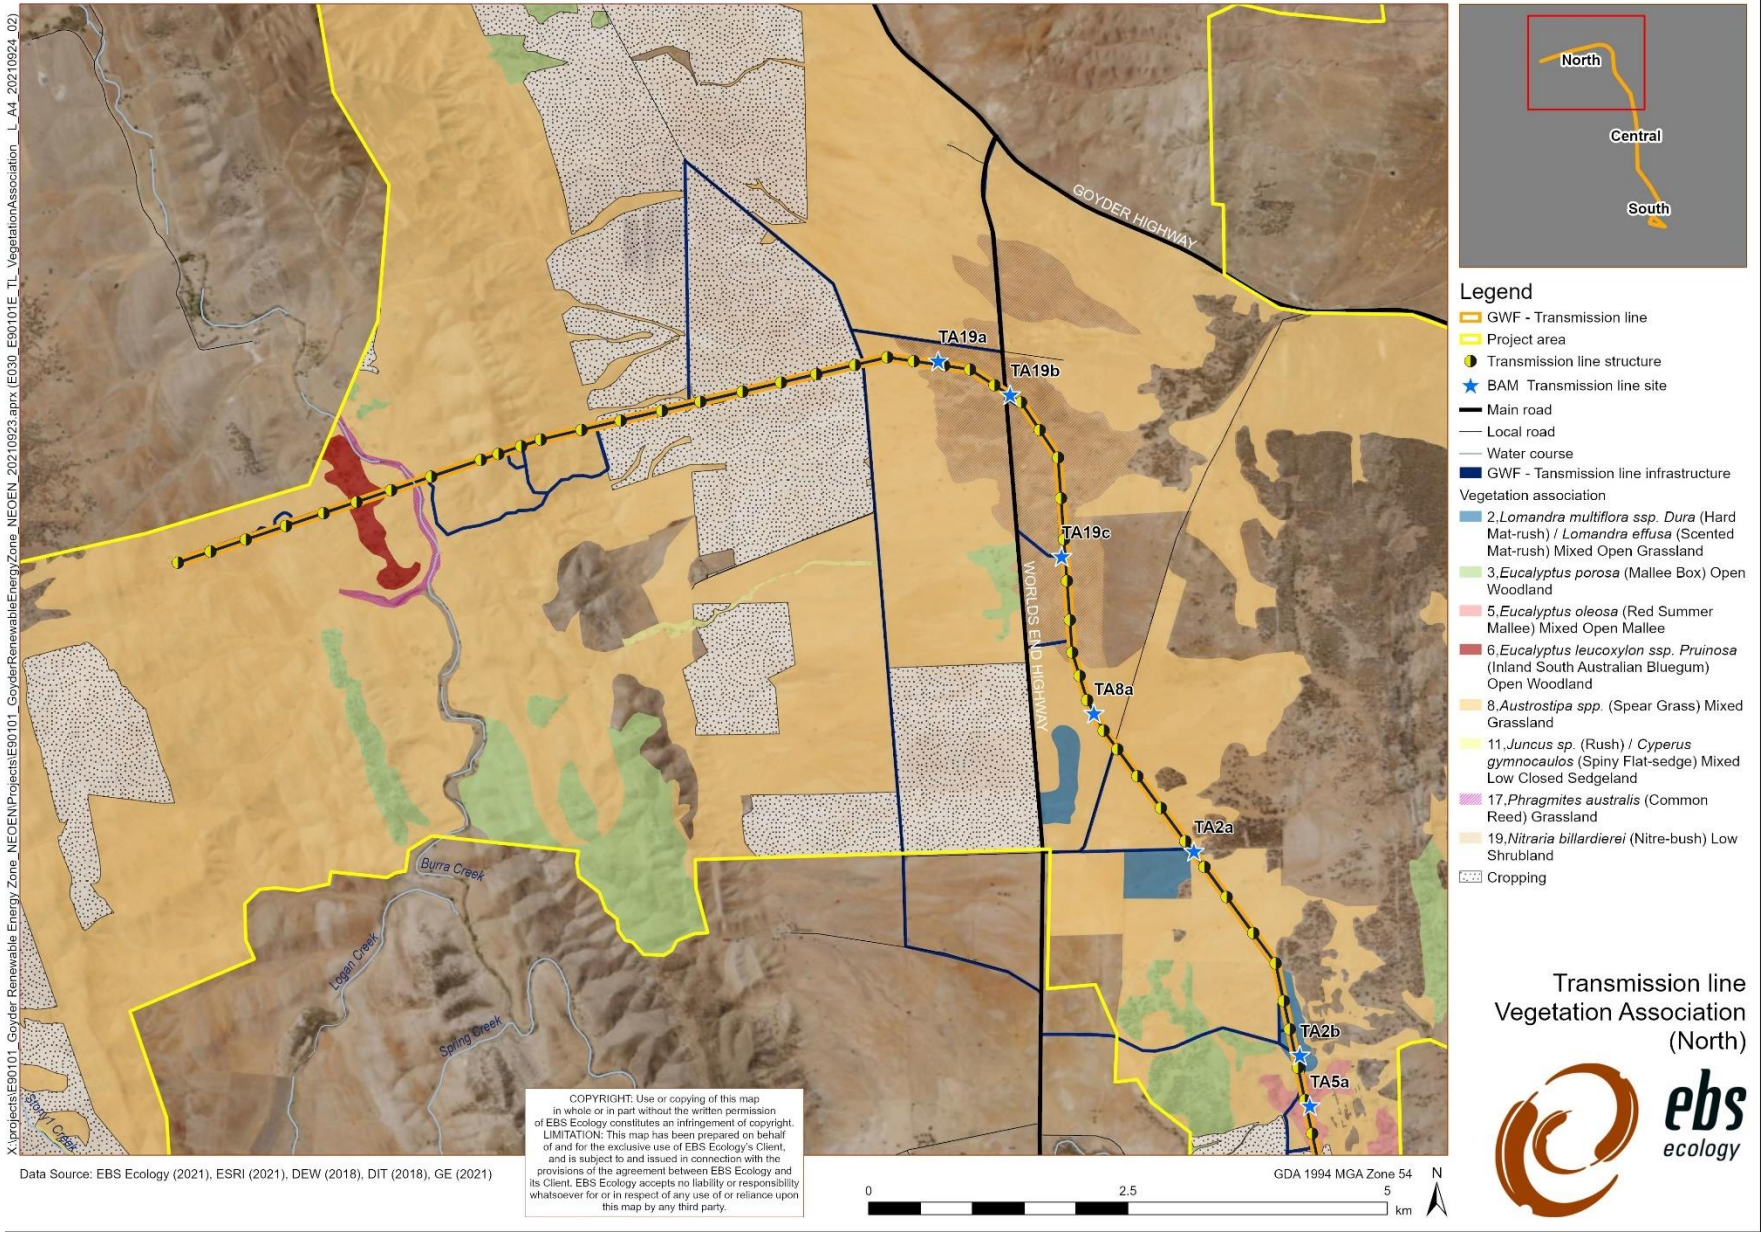 X:\projects\E90101_Goyder Renewable Energy Zone_NEOEN\Projects\E90101_GoyderRenewableEnergyZone_NEOEN_20210923.aprx (E030_E90101E_TL_VegetationAssociation__L_A4_20210924_02)
North
Central
South
GOYDER HIGHWAY
TA19a
TA19b
TA19c
WORLDS END HIGHWAY
TA8a
TA2a
TA2b
TA5a
Burra Creek
Logan Creek
Spring Creek
Stony1 Creek
Legend
GWF - Transmission line
Project area
Transmission line structure
BAM Transmission line site
Main road
Local road
Water course
GWF - Tansmission line infrastructure
Vegetation association
2,Lomandra multiflora ssp. Dura (Hard
Mat-rush) / Lomandra effusa (Scented
Mat-rush) Mixed Open Grassland
3,Eucalyptus porosa (Mallee Box) Open
Woodland
5,Eucalyptus oleosa (Red Summer
Mallee) Mixed Open Mallee
6,Eucalyptus leucoxylon ssp. Pruinosa
(Inland South Australian Bluegum)
Open Woodland
8,Austrostipa spp. (Spear Grass) Mixed
Grassland
11,Juncus sp. (Rush) / Cyperus
gymnocaulos (Spiny Flat-sedge) Mixed
Low Closed Sedgeland
17,Phragmites australis (Common
Reed) Grassland
19,Nitraria billardierei (Nitre-bush) Low
Shrubland
Cropping
Transmission line
Vegetation Association
(North)
ebs
ecology
COPYRIGHT: Use or copying of this map
in whole or in part without the written permission
of EBS Ecology constitutes an infringement of copyright.
LIMITATION: This map has been prepared on behalf
of and for the exclusive use of EBS Ecology's Client,
and is subject to and issued in connection with the
provisions of the agreement between EBS Ecology and
its Client. EBS Ecology accepts no liability or responsibility
whatsoever for or in respect of any use of or reliance upon
this map by any third party.
Data Source: EBS Ecology (2021), ESRI (2021), DEW (2018), DIT (2018), GE (2021)
GDA 1994 MGA Zone 54
N
0
2.5
5
km